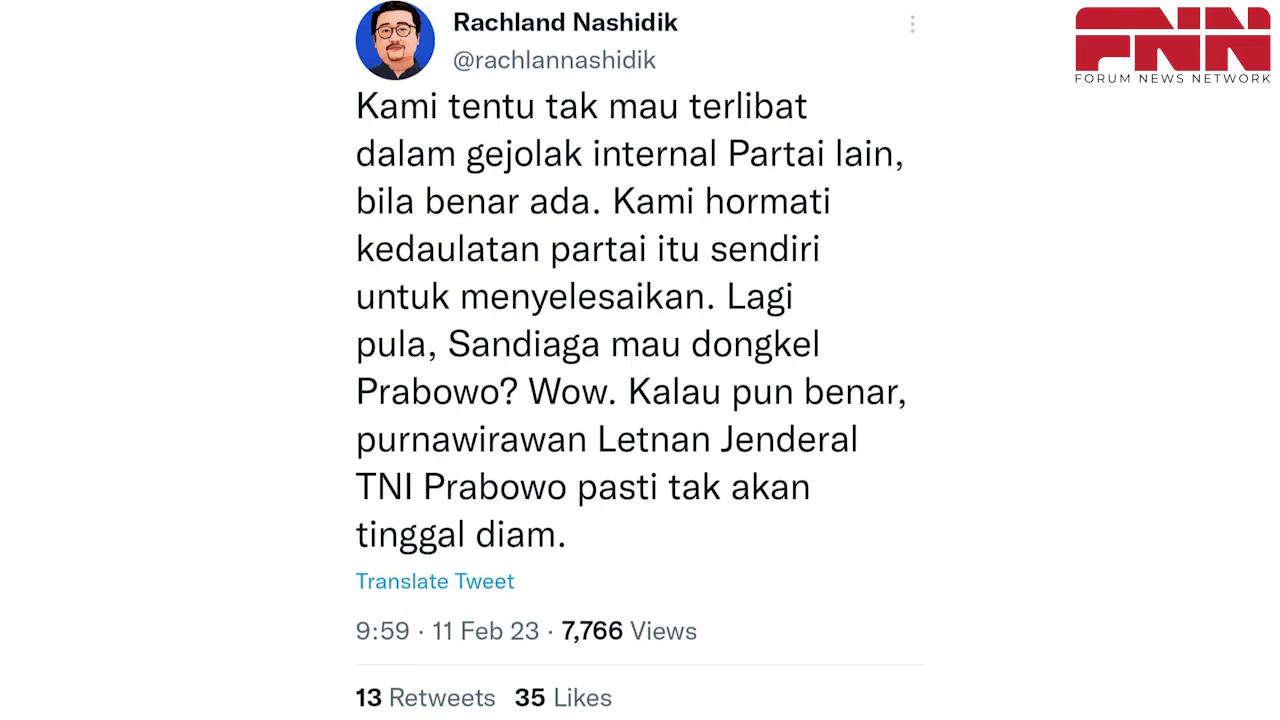 Rachland Nashidik
@rachlannashidik
FNN
FORUM NEWS NETWORK
Kami tentu tak mau terlibat
dalam gejolak internal Partai lain,
bila benar ada. Kami hormati
kedaulatan partai itu sendiri
untuk menyelesaikan. Lagi
pula, Sandiaga mau dongkel
Prabowo? Wow. Kalau pun benar,
purnawirawan Letnan Jenderal
TNI Prabowo pasti tak akan
tinggal diam.
Translate Tweet
9:59 · 11 Feb 23 · 7,766 Views
13 Retweets 35 Likes